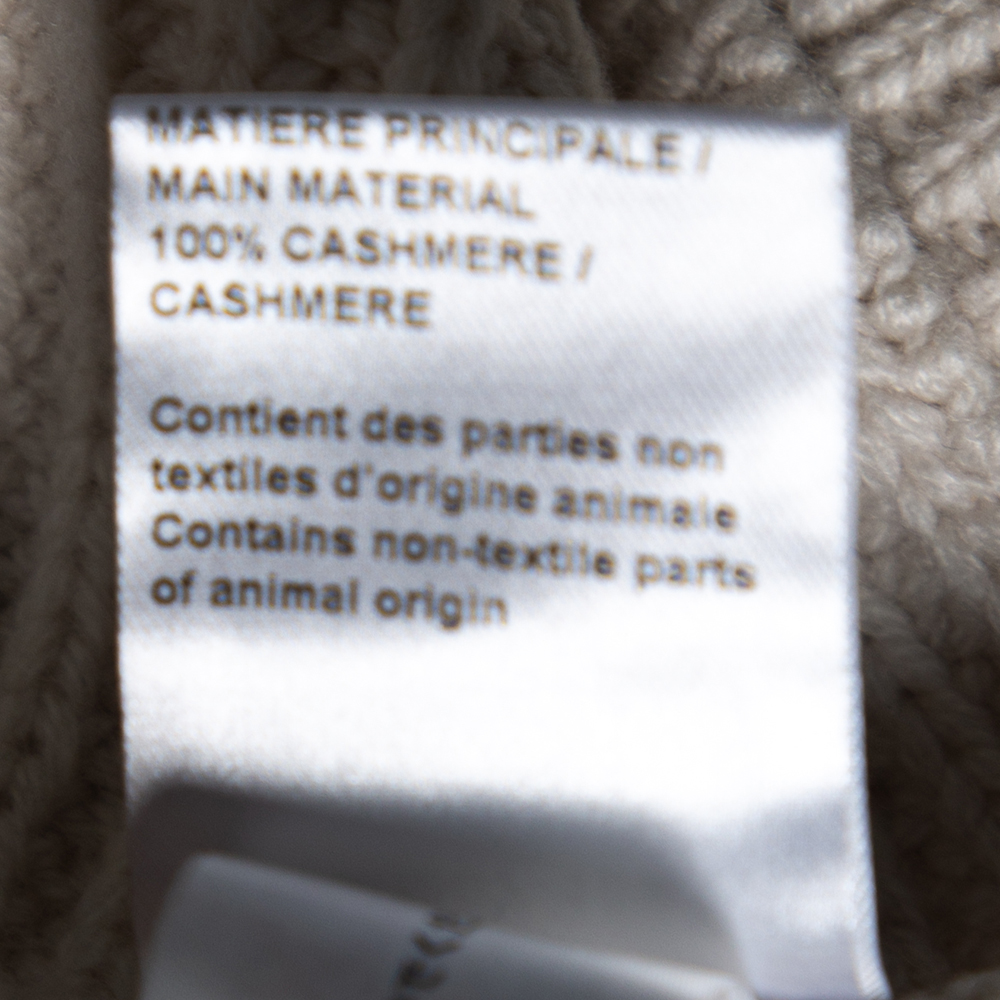 MATIERE PRINCIPALE /
MAIN MATERIAL
100% CASHMERE /
CASHMERE
Contient des parties non
textiles d'origine animale
Contains non-textile parts
of animal origin